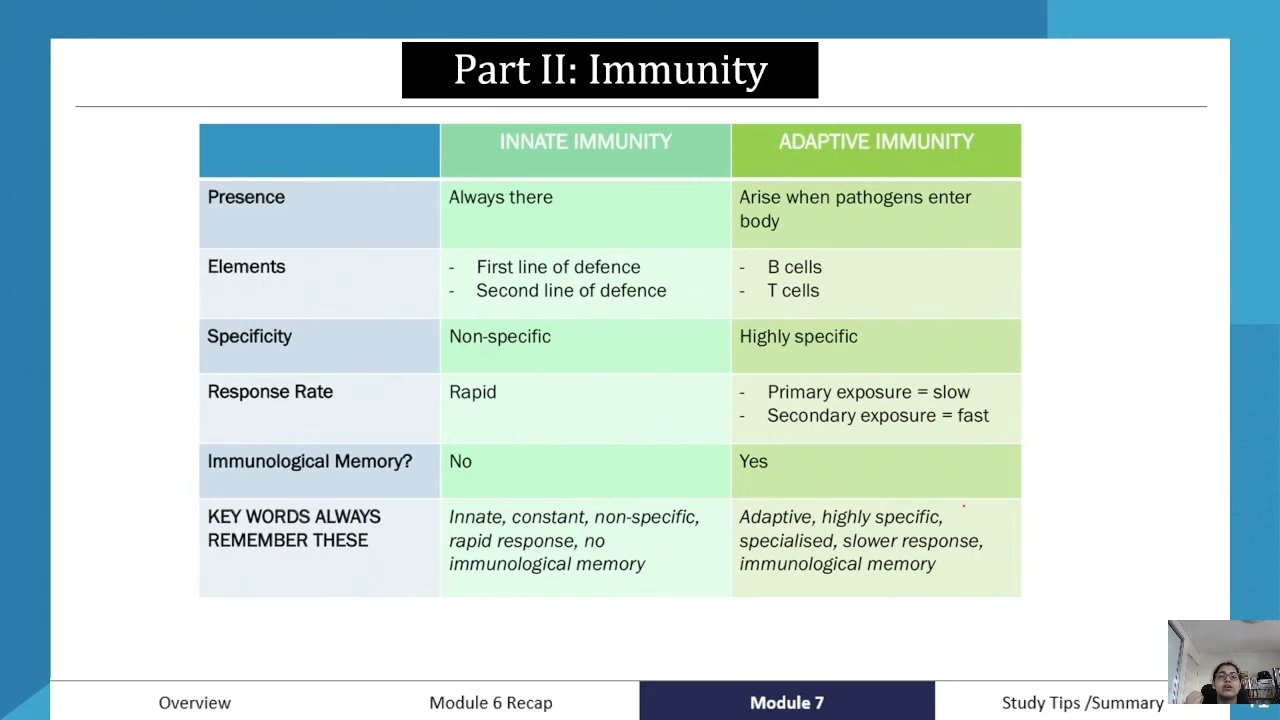 Part II: Immunity
INNATE IMMUNITY
ADAPTIVE IMMUNITY
Presence
Always there
Arise when pathogens enter
body
Elements
- First line of defence
- Second line of defence
- B cells
- T cells
Specificity
Non-specific
Highly specific
Response Rate
Rapid
- Primary exposure = slow
- Secondary exposure = fast
Immunological Memory?
No
Yes
KEY WORDS ALWAYS
REMEMBER THESE
Innate, constant, non-specific,
rapid response, no
immunological memory
Adaptive, highly specific,
specialised, slower response,
immunological memory
Overview
Module 6 Recap
Module 7
Study Tips /Summary